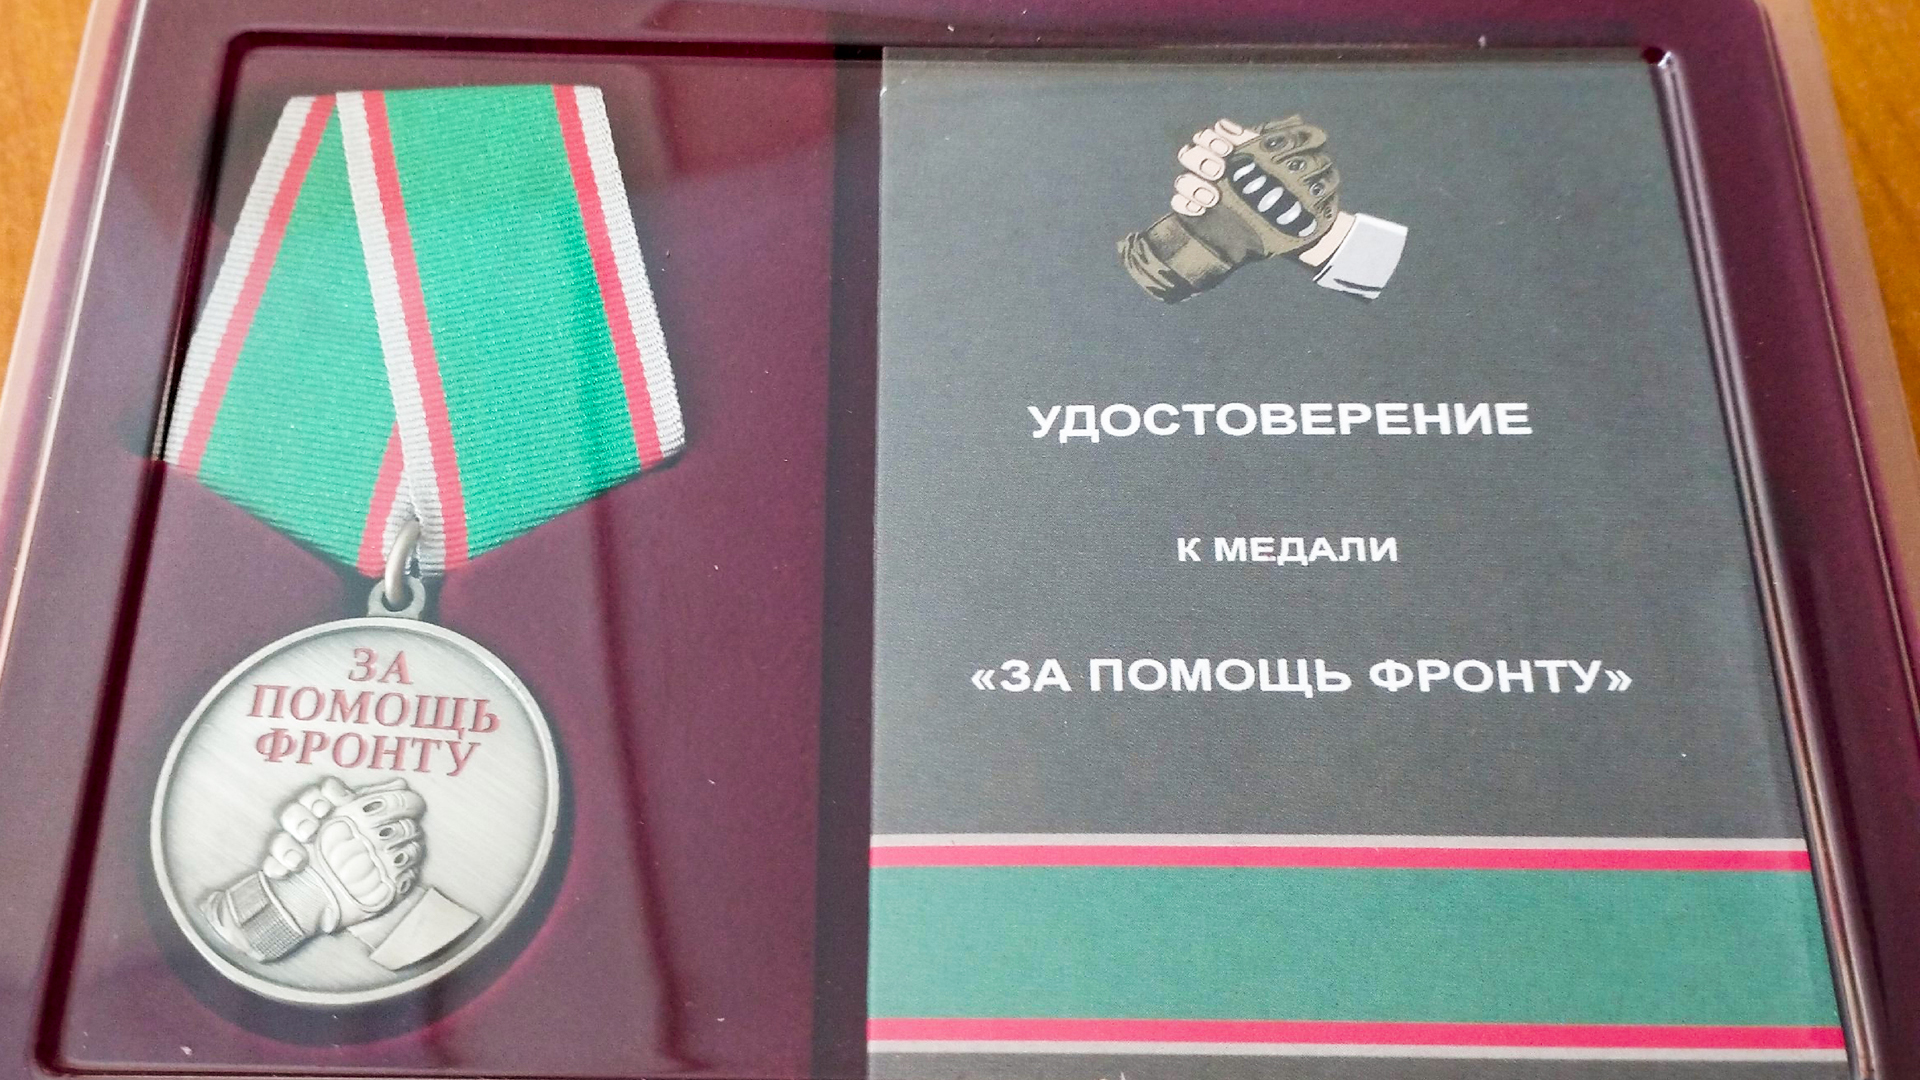 ЗА
ПОМОЩЬ
ФРОНТУ
УДОСТОВЕРЕНИЕ
К МЕДАЛИ
«ЗА ПОМОЩЬ ФРОНТУ»